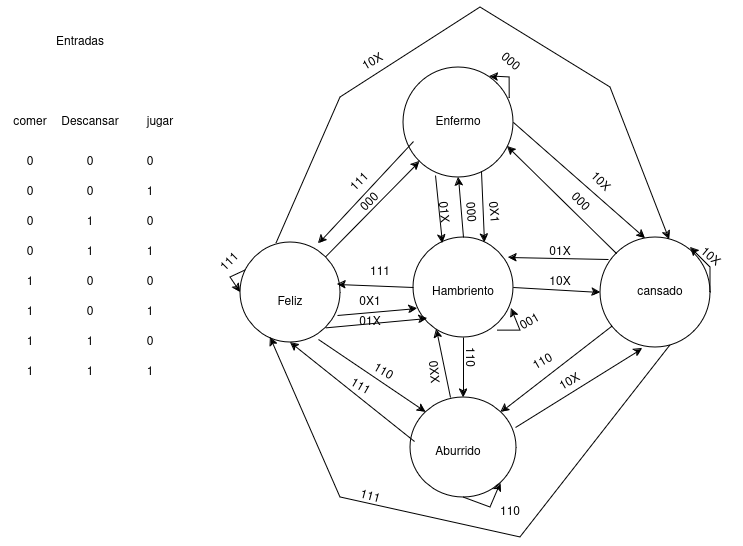 Entradas
comer Descansar jugar
0 0 0
0 0 1
0 1 0
0 1 1
1 0 0
1 0 1
1 1 0
1 1 1
10X
000
Enfermo
111
000
01X
000
0X1
10X
000
111
Feliz
111
0X1
01X
Hambriento
001
01X
10X
cansado
10X
110
111
0XX
110
110
10X
Aburrido
110
111